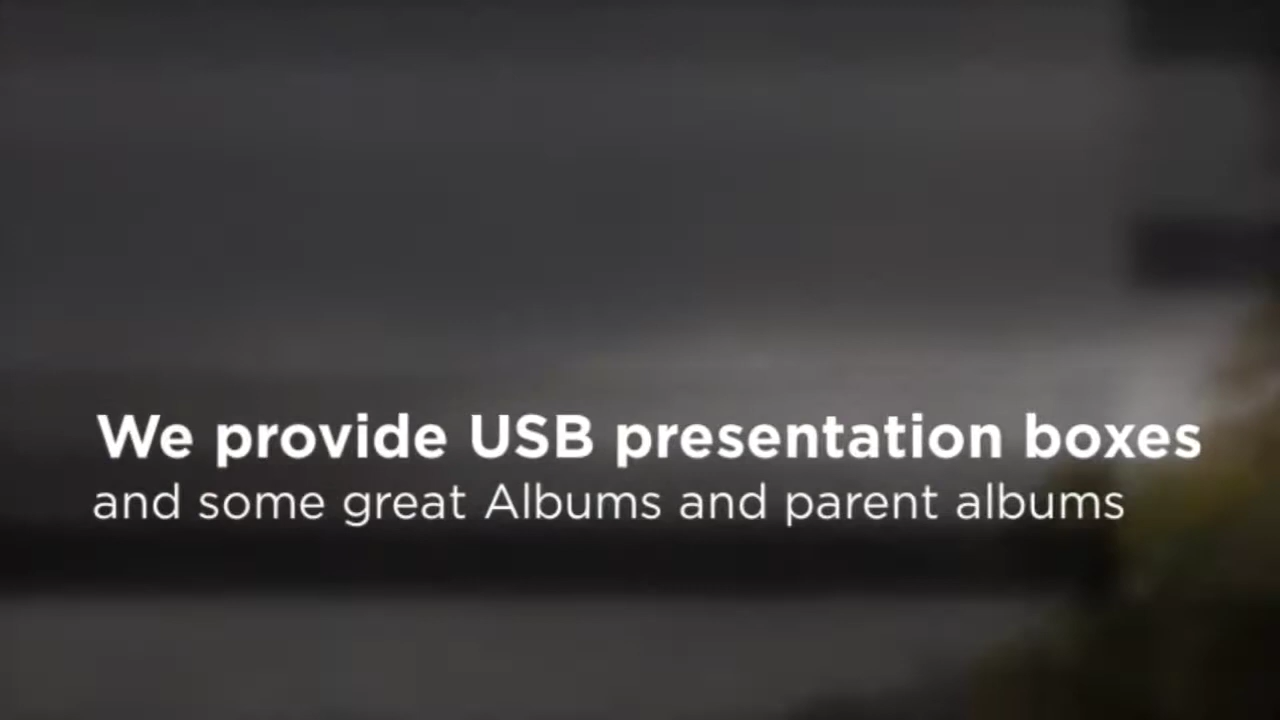 We provide USB presentation boxes
and some great Albums and parent albums